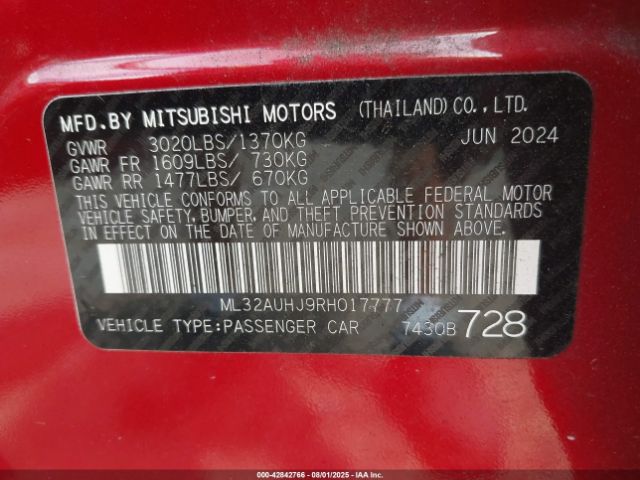 MFD.BY MITSUBISHI MOTORS (THAILAND) CO.,LTD.
GVWR 3020LBS/1370KG JUN 2024
GAWR FR 1609LBS/ 730KG
GAWR RR 1477LBS/ 670KG
THIS VEHICLE CONFORMS TO ALL APPLICABLE FEDERAL MOTOR
VEHICLE SAFETY, BUMPER, AND THEFT PREVENTION STANDARDS
IN EFFECT ON THE DATE OF MANUFACTURE SHOWN ABOVE.
ML32AUHJ9RH017777
VEHICLE TYPE:PASSENGER CAR 7430B 728
000-42842766 - 08/01/2025 - Copyright © IAA, Inc.